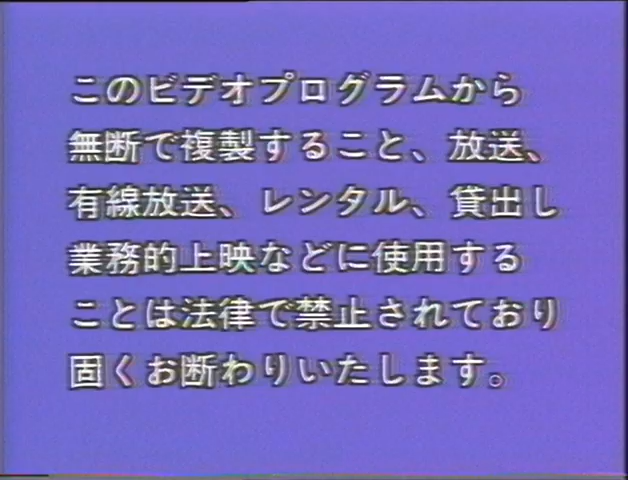 このビデオプログラムから
無断で複製すること、放送、
有線放送、レンタル、貸出し
業務的上映などに使用する
ことは法律で禁止されており
固くお断わりいたします。